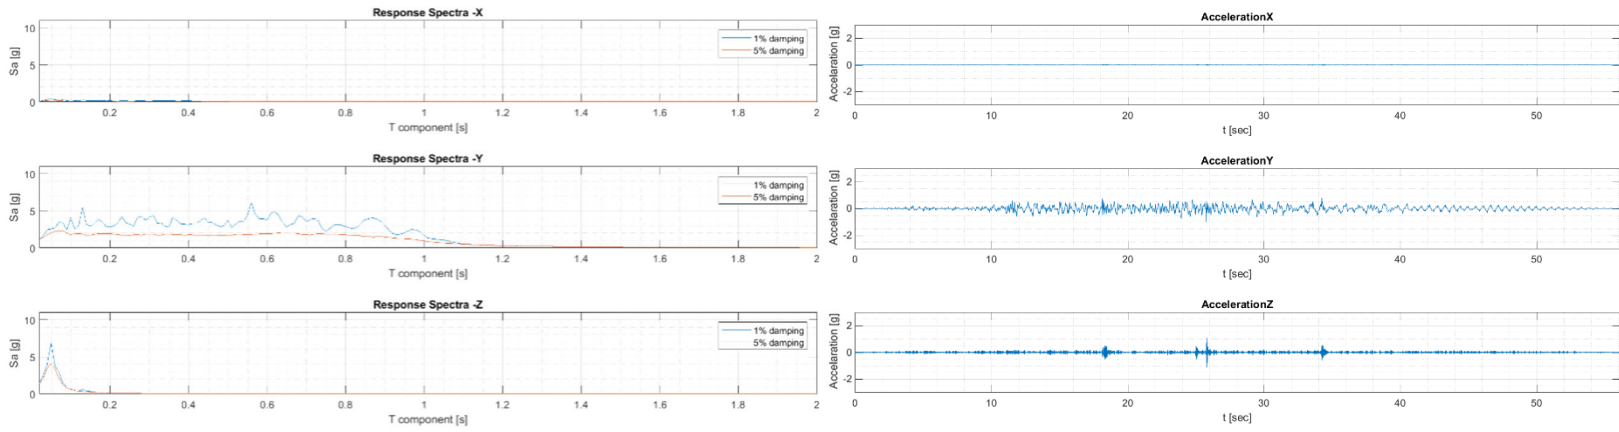 Response Spectra -X
Sa [g]
10
5
0
1% damping
5% damping
0.2 0.4 0.6 0.8 1 1.2 1.4 1.6 1.8 2
T component [s]
AccelerationX
Accelaration [g]
2
0
-2
0 10 20 30 40 50
t [sec]
Response Spectra -Y
Sa [g]
10
5
0
1% damping
5% damping
0.2 0.4 0.6 0.8 1 1.2 1.4 1.6 1.8 2
T component [s]
AccelerationY
Accelaration [g]
2
0
-2
0 10 20 30 40 50
t [sec]
Response Spectra -Z
Sa [g]
10
5
0
1% damping
5% damping
0.2 0.4 0.6 0.8 1 1.2 1.4 1.6 1.8 2
T component [s]
AccelerationZ
Accelaration [g]
2
0
-2
0 10 20 30 40 50
t [sec]